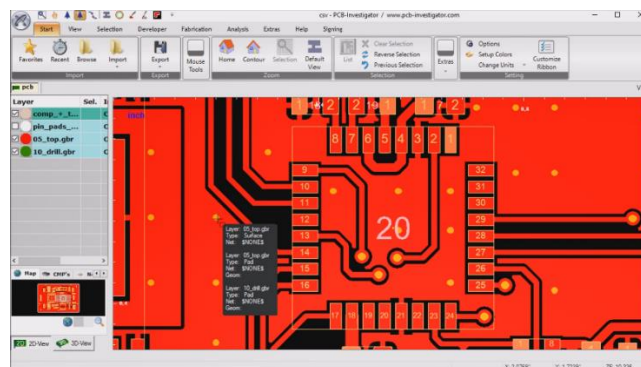 csv - PCB-Investigator / www.pcb-investigator.com
Start View Selection Developer Fabrication Analysis Extras Help Sigring
Favorites Recent Browse Import
Export
Mouse Tools
Home Contour Selection Default View
List
Clear Selection
Reverse Selection
Previous Selection
Extras
Options
Setup Colors
Change Units
Customize Ribbon
Import Export Zoom Selection Setting
pcb
Layer Sel.
comp_+_t...
pin_pads_...
05_top.gbr
10_drill.gbr
Map CMP's
2D 2D-View 3D-View
inch
8 7 6 5 4 3 2 1
9 32
10 31
11 30
12 29
13 28
14 27
15 26
16 25
20
17 18 19 20 21 22 23 24
Layer: 05_top.gbr
Type: Surface
Net: $NONE$
Layer: 05_top.gbr
Type: Pad
Net: $NONE$
Geom:
Layer: 10_drill.gbr
Type: Pad
Net: $NONE$
Geom: